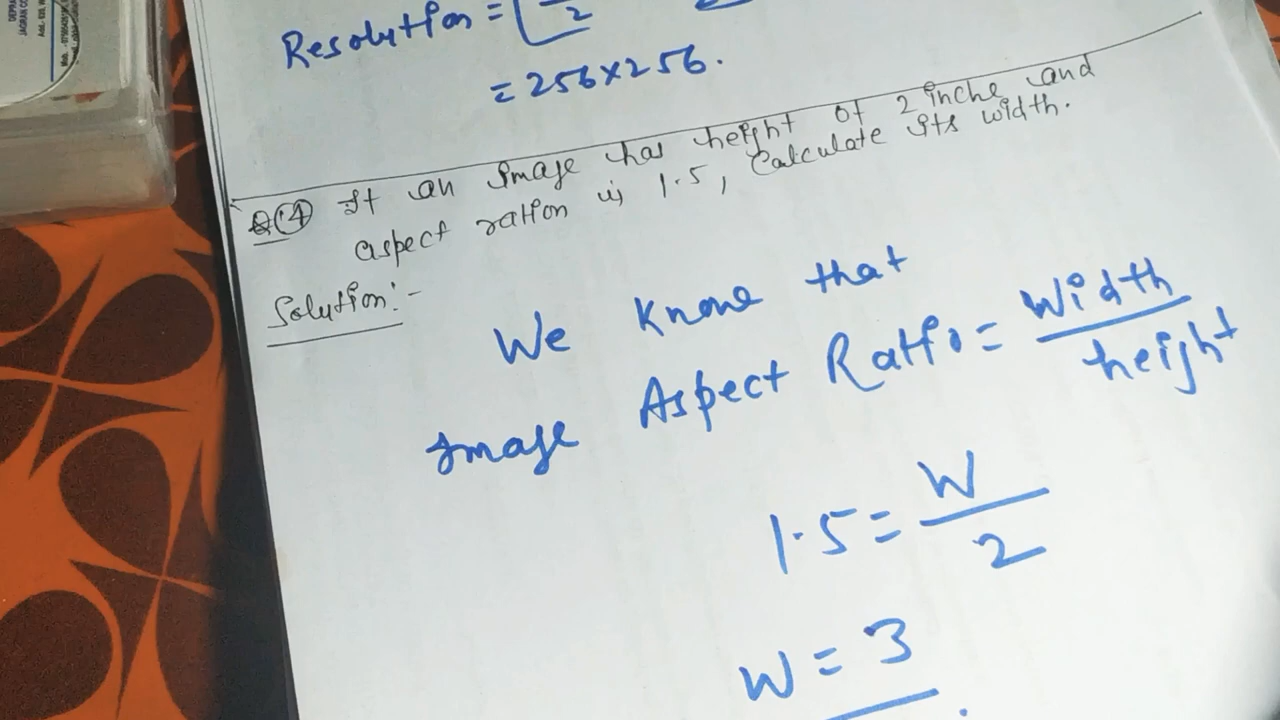 Resolution = [ 2
= 256x256.
Q(4) If an Image has height of 2 inche and
aspect ration is 1.5, Calculate its width.
Solution:-
We Know that
Image Aspect Ratio = Width / height
1.5 = W / 2
W = 3